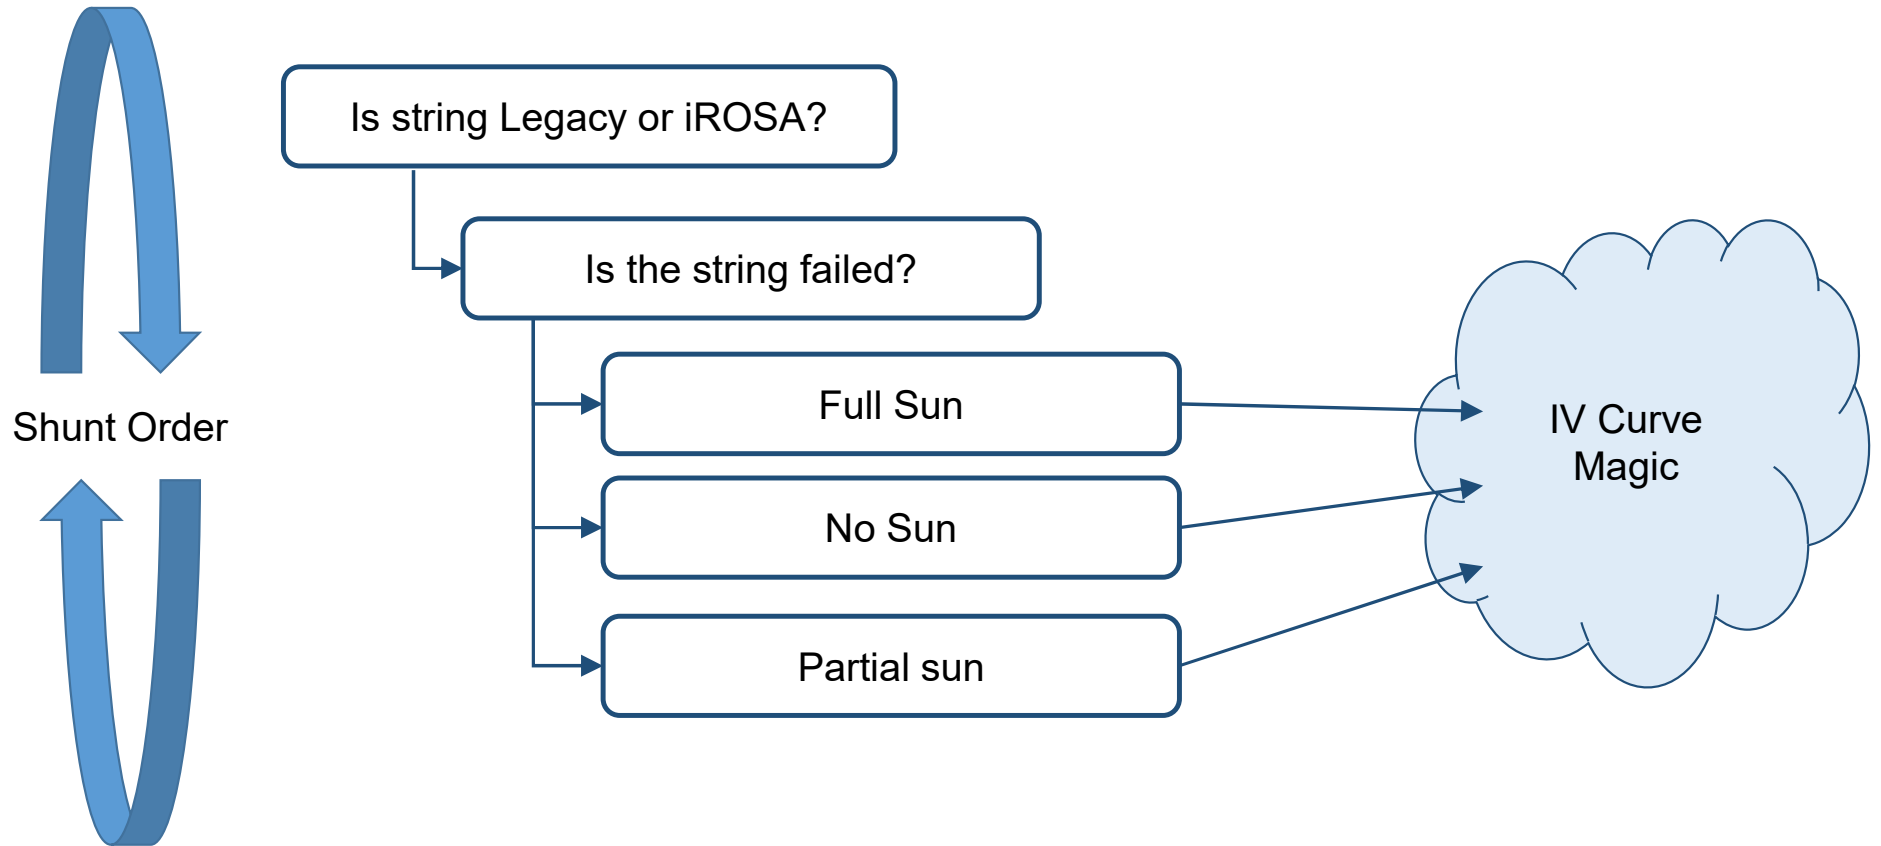 Is string Legacy or iROSA?
Is the string failed?
Full Sun
Shunt Order
IV Curve
Magic
No Sun
Partial sun